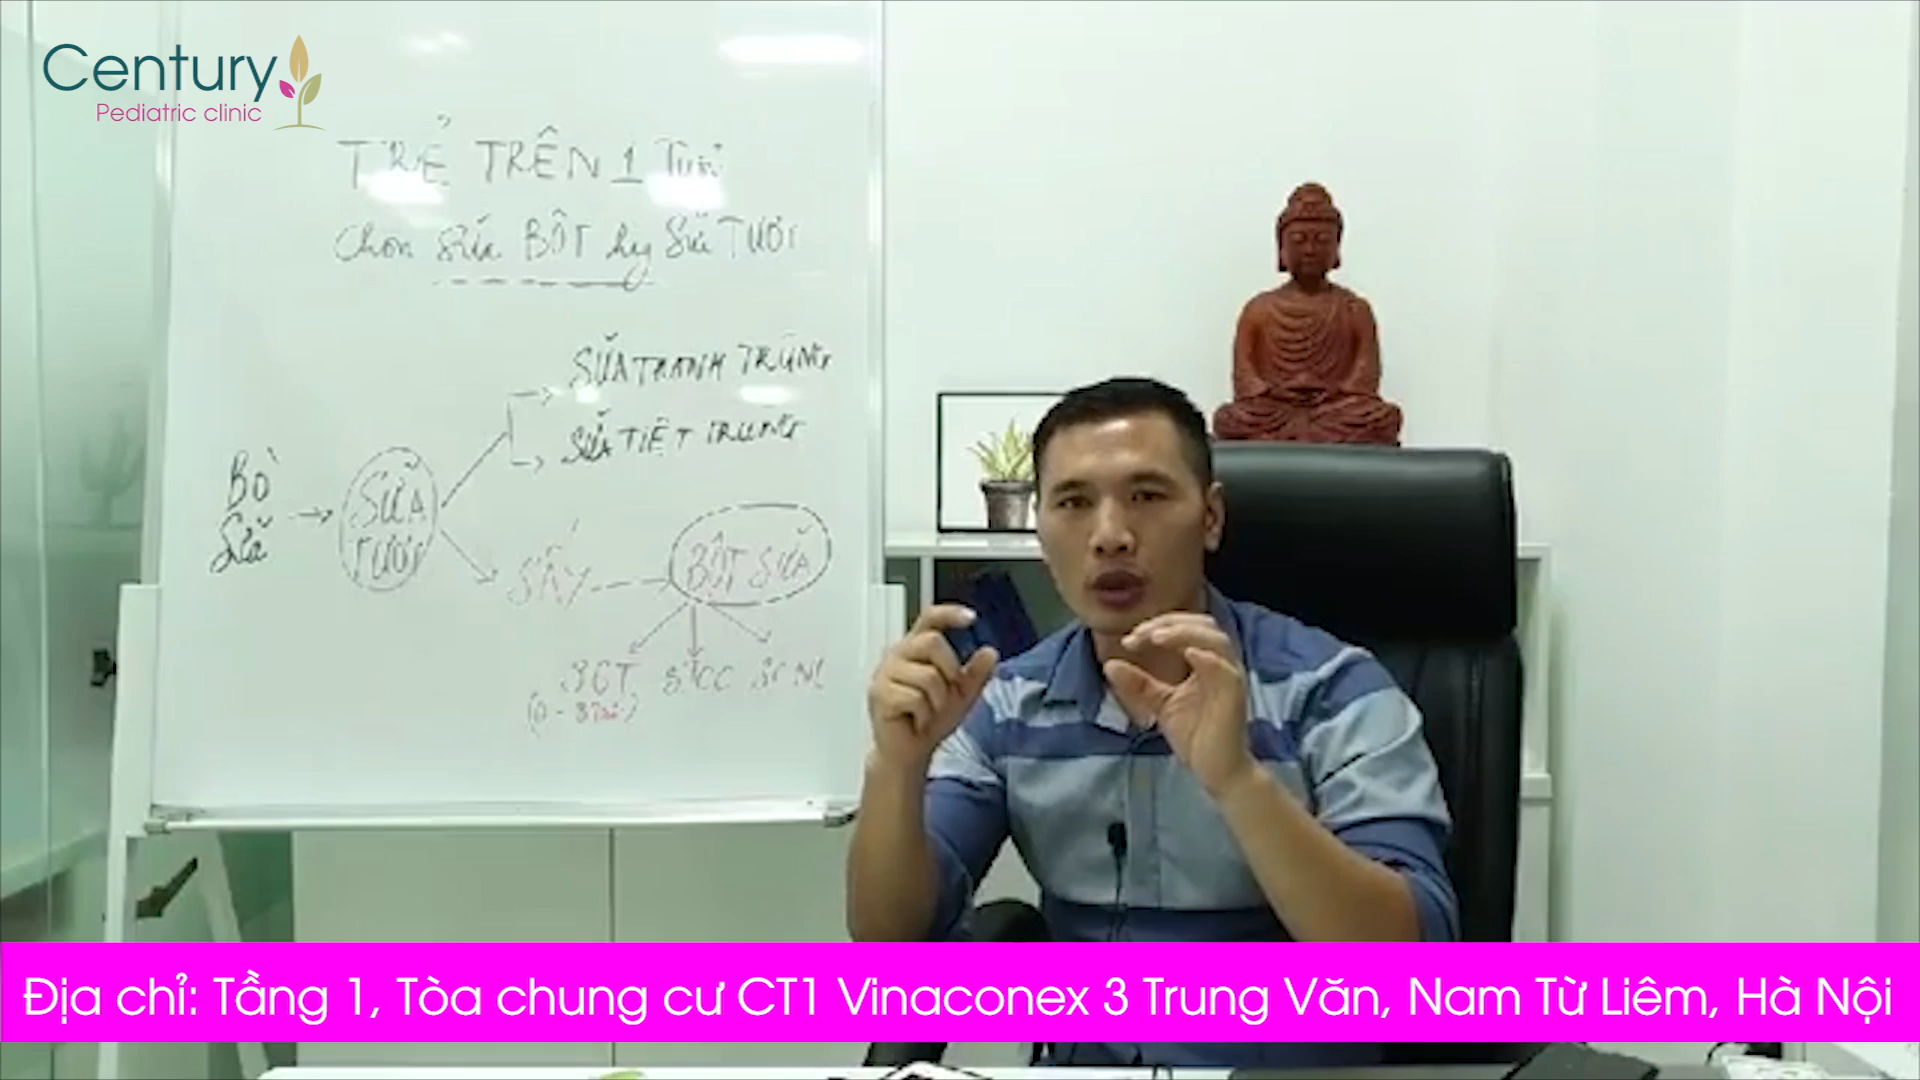 Century
Pediatric clinic
TRẺ TRÊN 1 Tuổi
Chọn sữa BỘT hay Sữa TƯƠI
SỮA THANH TRÙNG
SỮA TIỆT TRÙNG
BÒ
Sữa
SỮA
TƯƠI
SẤY
BỘT SỮA
SCT STCC
(0 - 3 Tuổi)
Địa chỉ: Tầng 1, Tòa chung cư CT1 Vinaconex 3 Trung Văn, Nam Từ Liêm, Hà Nội